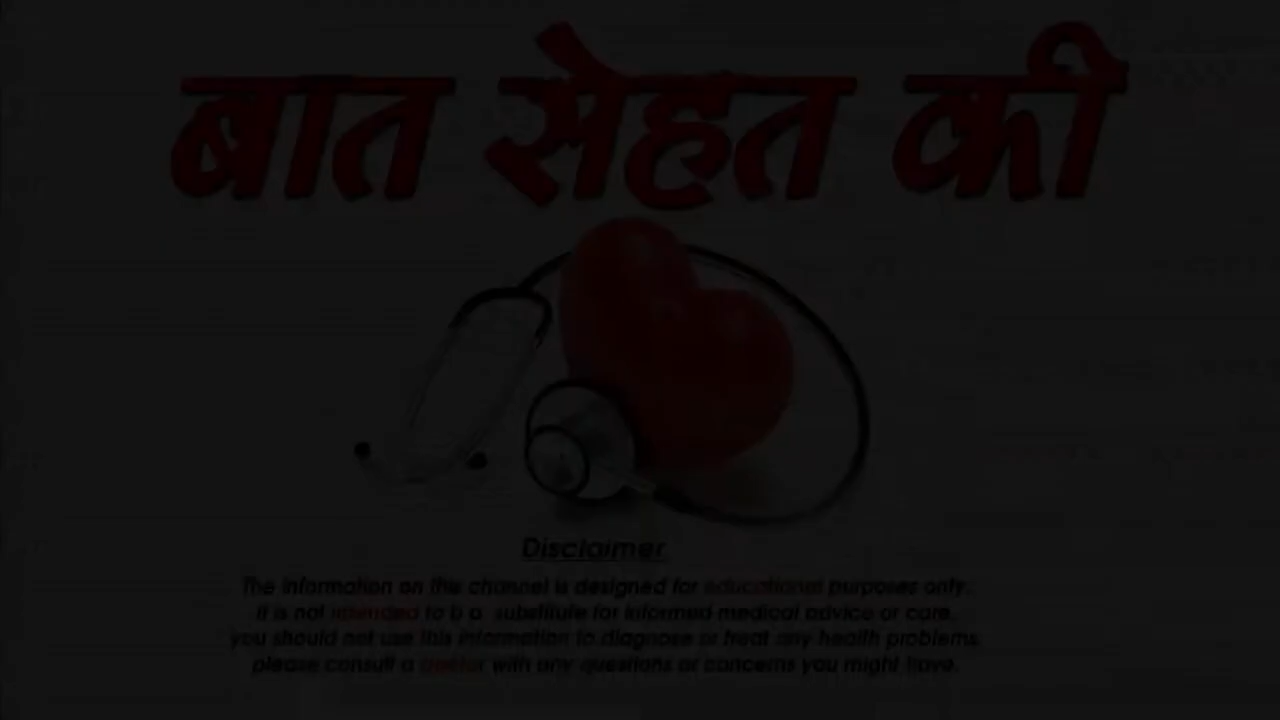 बात सेहत की
Disclaimer
The information on this channel is designed for educational purposes only.
it is not intended to b a substitute for informed medical advice or care.
you should not use this information to diagnose or treat any health problems
please consult a doctor with any questions or concerns you might have.